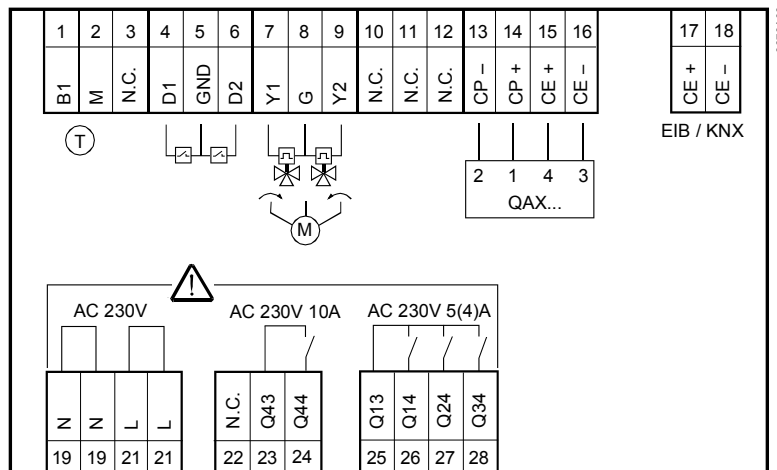 1 2 3 4 5 6 7 8 9 10 11 12 13 14 15 16 17 18
B1 M N.C. D1 GND D2 Y1 G Y2 N.C. N.C. N.C. CP – CP + CE + CE – CE + CE –
T
EIB / KNX
2 1 4 3
QAX...
M
AC 230V AC 230V 10A AC 230V 5(4)A
N N L L N.C. Q43 Q44 Q13 Q14 Q24 Q34
19 19 21 21 22 23 24 25 26 27 28